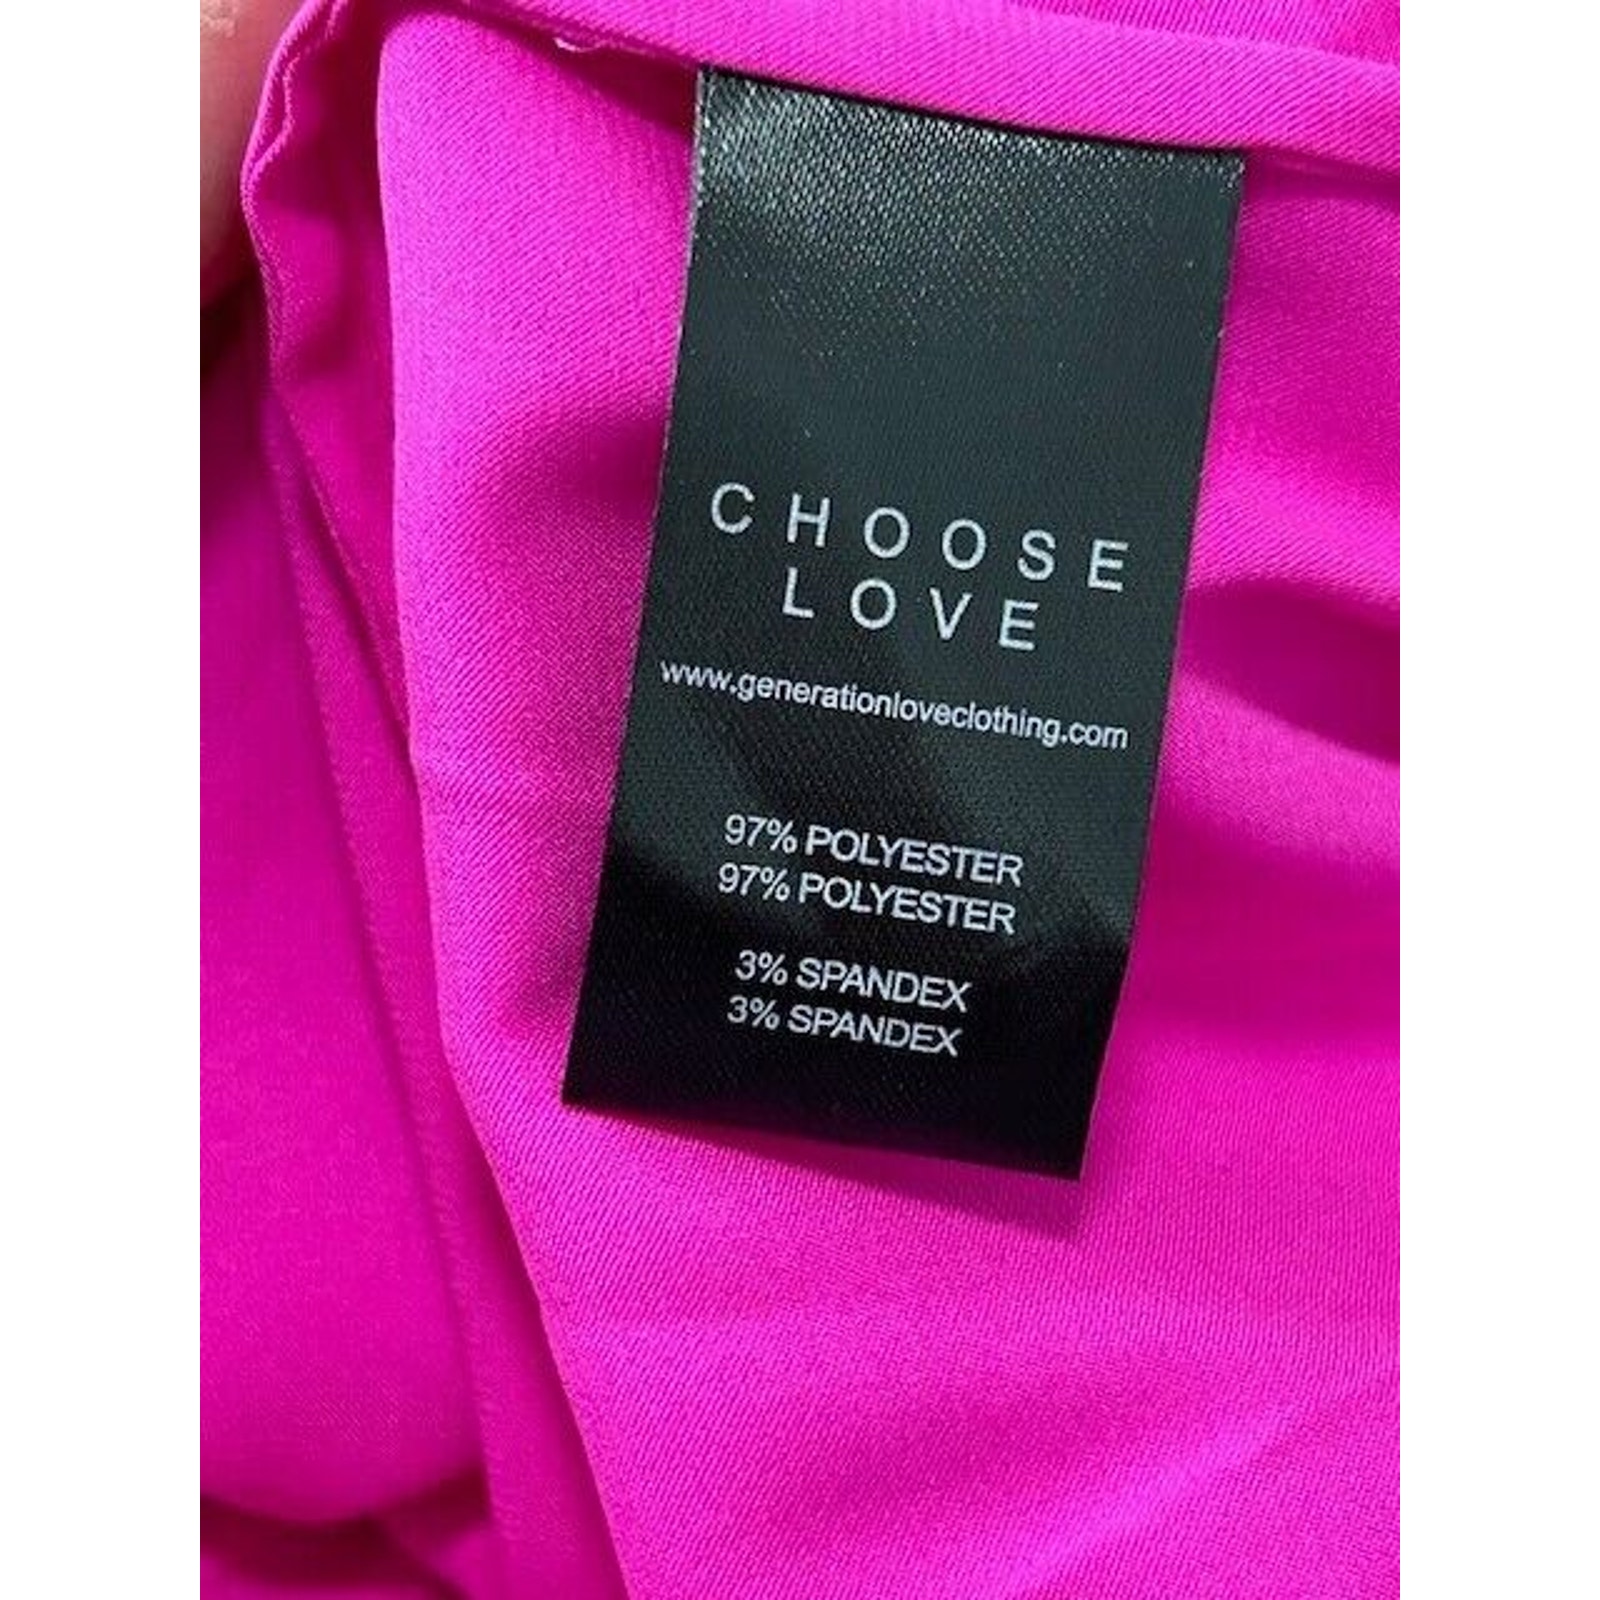 CHOOSE
LOVE
www.generationloveclothing.com
97% POLYESTER
97% POLYESTER
3% SPANDEX
3% SPANDEX